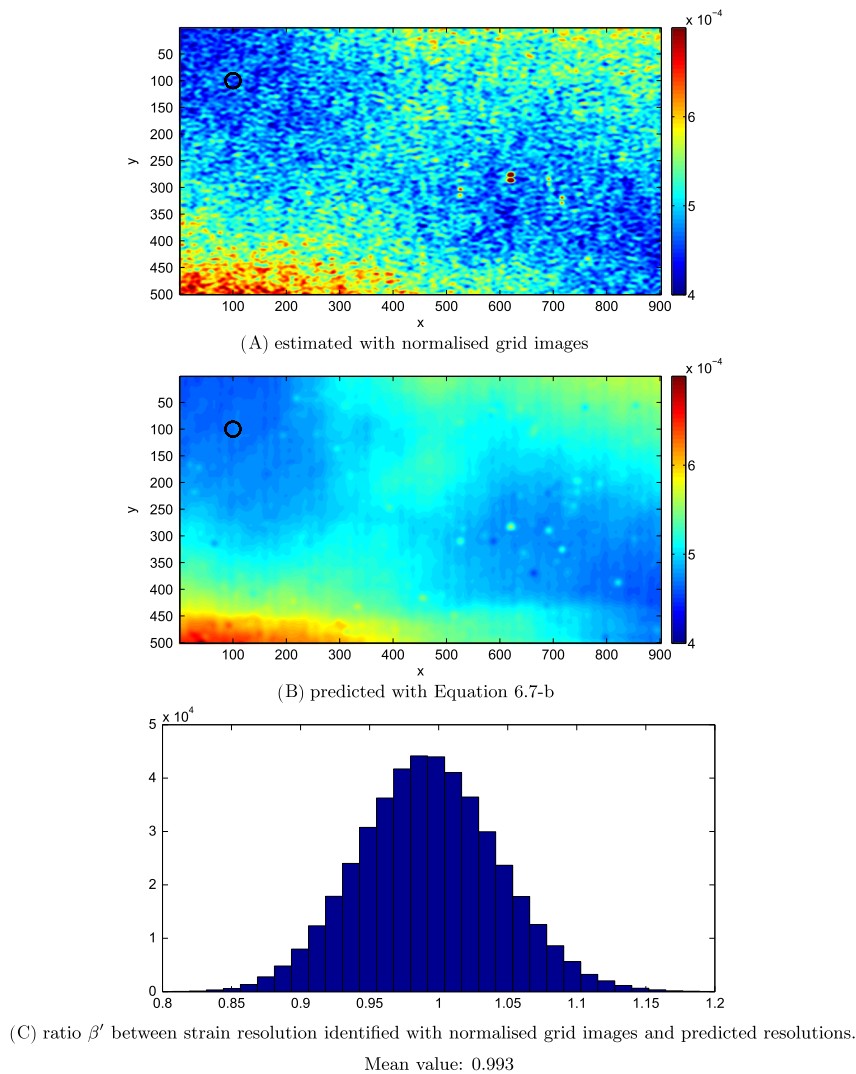 x 10⁻⁴
50
100
150
200
250
300
350
400
450
500
y
100 200 300 400 500 600 700 800 900
x
6
5
4
(A) estimated with normalised grid images
x 10⁻⁴
50
100
150
200
250
300
350
400
450
500
y
100 200 300 400 500 600 700 800 900
x
6
5
4
(B) predicted with Equation 6.7-b
x 10⁴
5
4
3
2
1
0
0.8 0.85 0.9 0.95 1 1.05 1.1 1.15 1.2
(C) ratio β′ between strain resolution identified with normalised grid images and predicted resolutions.
Mean value: 0.993